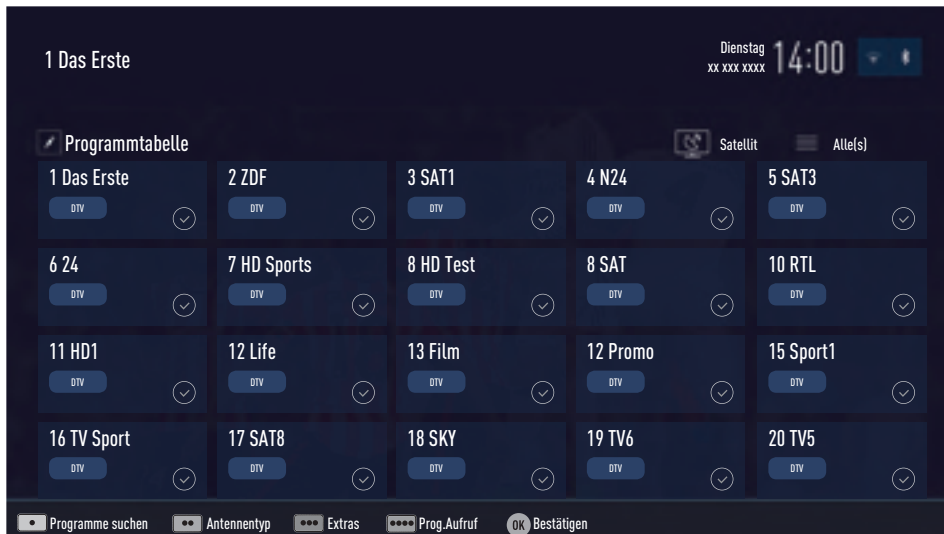 1 Das Erste
Dienstag
xx xxx xxxx
14:00
Programmtabelle
Satellit
Alle(s)
1 Das Erste
DTV
2 ZDF
DTV
3 SAT1
DTV
4 N24
DTV
5 SAT3
DTV
6 24
DTV
7 HD Sports
DTV
8 HD Test
DTV
8 SAT
DTV
10 RTL
DTV
11 HD1
DTV
12 Life
DTV
13 Film
DTV
12 Promo
DTV
15 Sport1
DTV
16 TV Sport
DTV
17 SAT8
DTV
18 SKY
DTV
19 TV6
DTV
20 TV5
DTV
Programme suchen
Antennentyp
Extras
Prog.Aufruf
OK Bestätigen